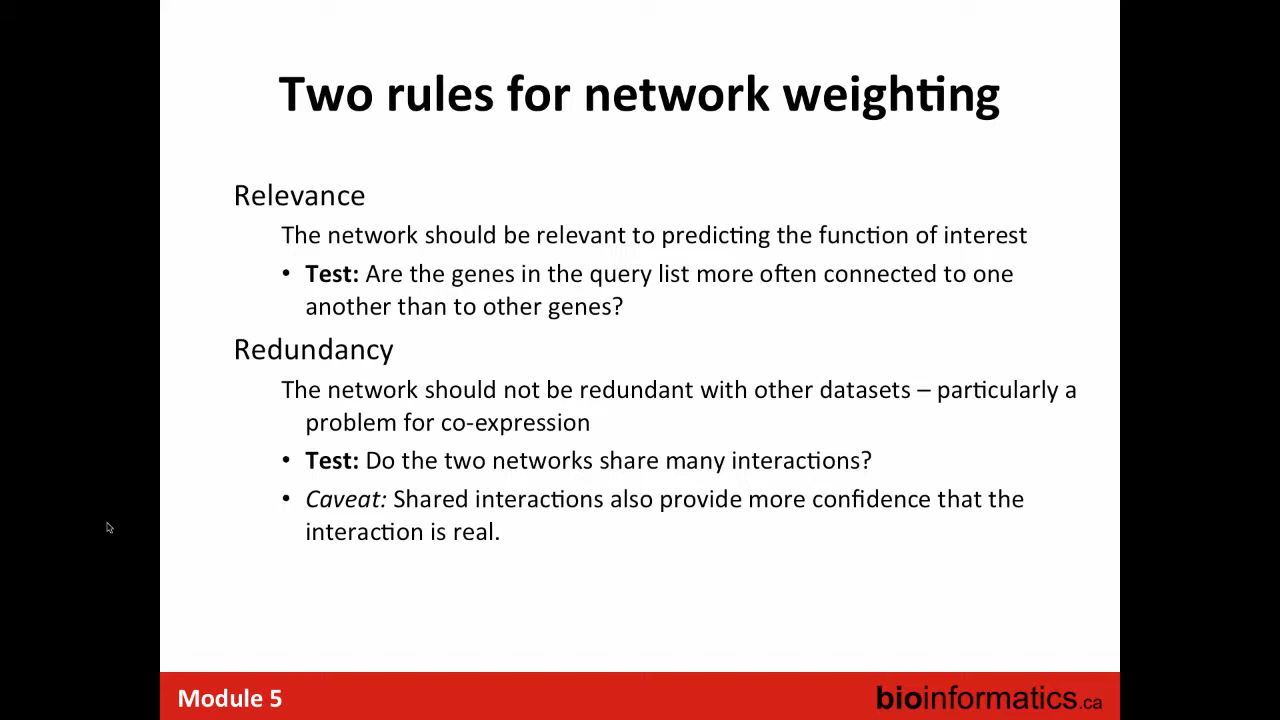 Two rules for network weighting
Relevance
The network should be relevant to predicting the function of interest
• Test: Are the genes in the query list more often connected to one
another than to other genes?
Redundancy
The network should not be redundant with other datasets – particularly a
problem for co-expression
• Test: Do the two networks share many interactions?
• Caveat: Shared interactions also provide more confidence that the
interaction is real.
Module 5
bioinformatics.ca